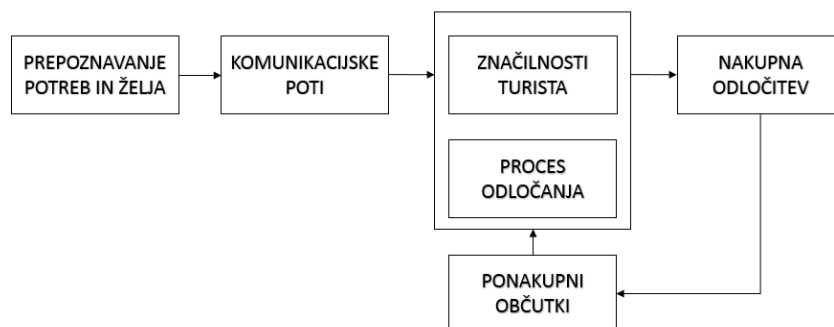 PREPOZNAVANJE
POTREB IN ŽELJA
KOMUNIKACIJSKE
POTI
ZNAČILNOSTI
TURISTA
PROCES
ODLOČANJA
NAKUPNA
ODLOČITEV
PONAKUPNI
OBČUTKI